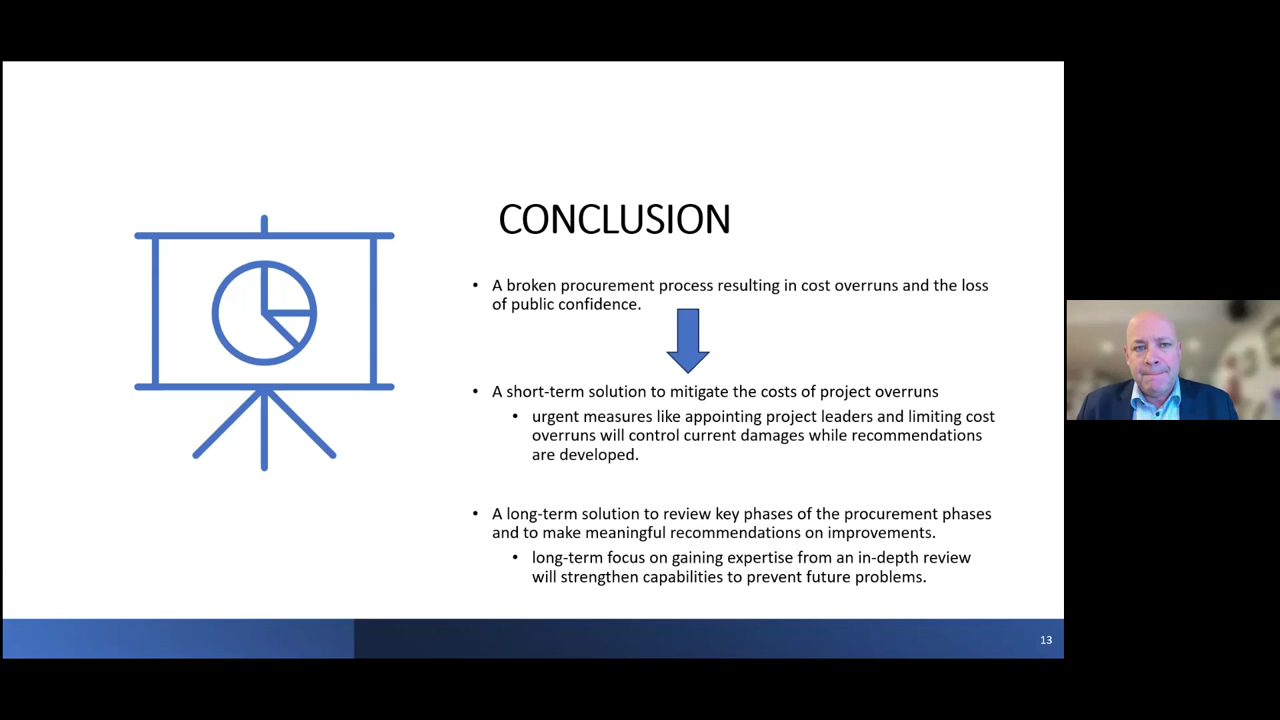 CONCLUSION
• A broken procurement process resulting in cost overruns and the loss
of public confidence.
• A short-term solution to mitigate the costs of project overruns
• urgent measures like appointing project leaders and limiting cost
overruns will control current damages while recommendations
are developed.
• A long-term solution to review key phases of the procurement phases
and to make meaningful recommendations on improvements.
• long-term focus on gaining expertise from an in-depth review
will strengthen capabilities to prevent future problems.
13